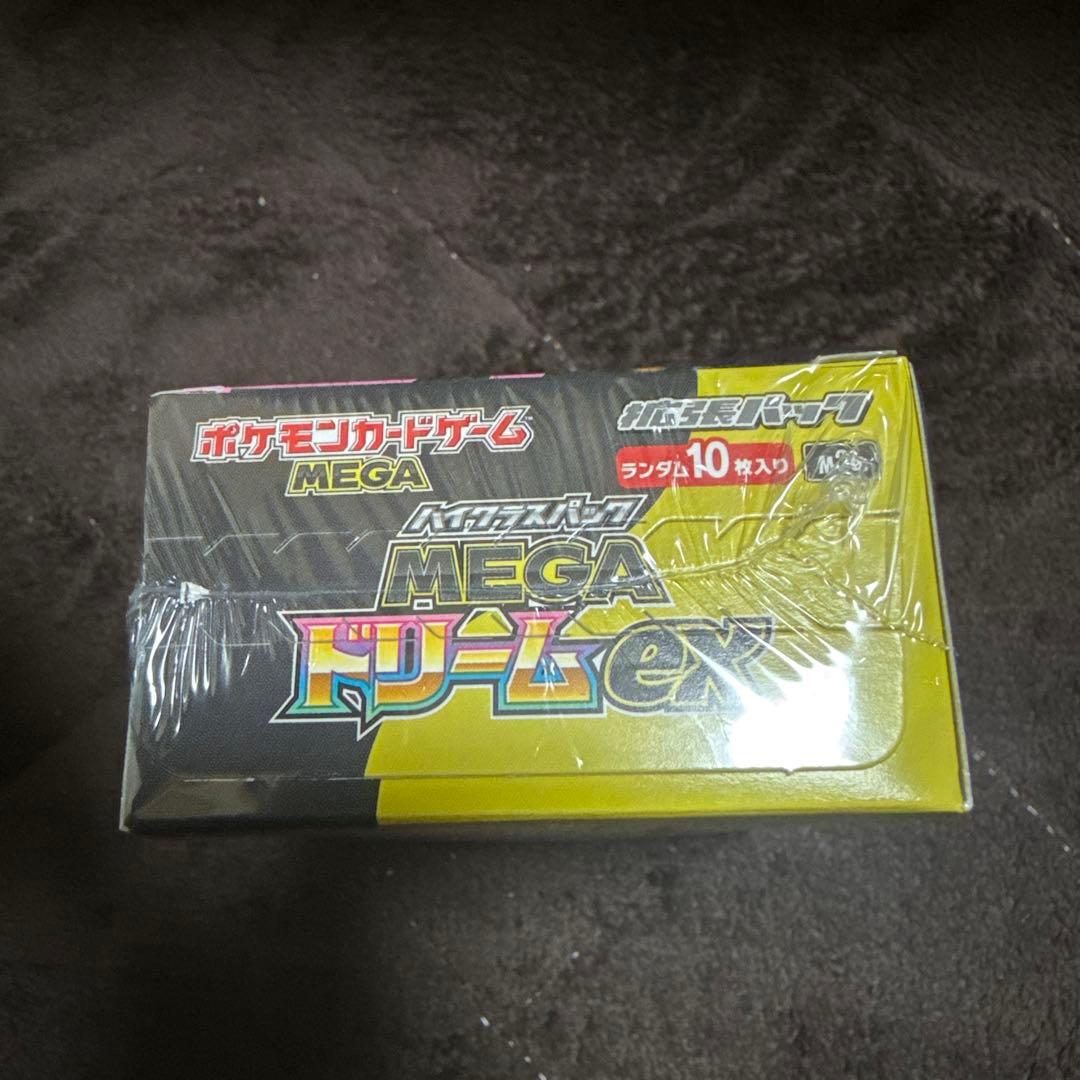 ポケモンカードゲーム
MEGA
拡張パック
ランダム10枚入り
ハイクラスパック
MEGA
ドリームex